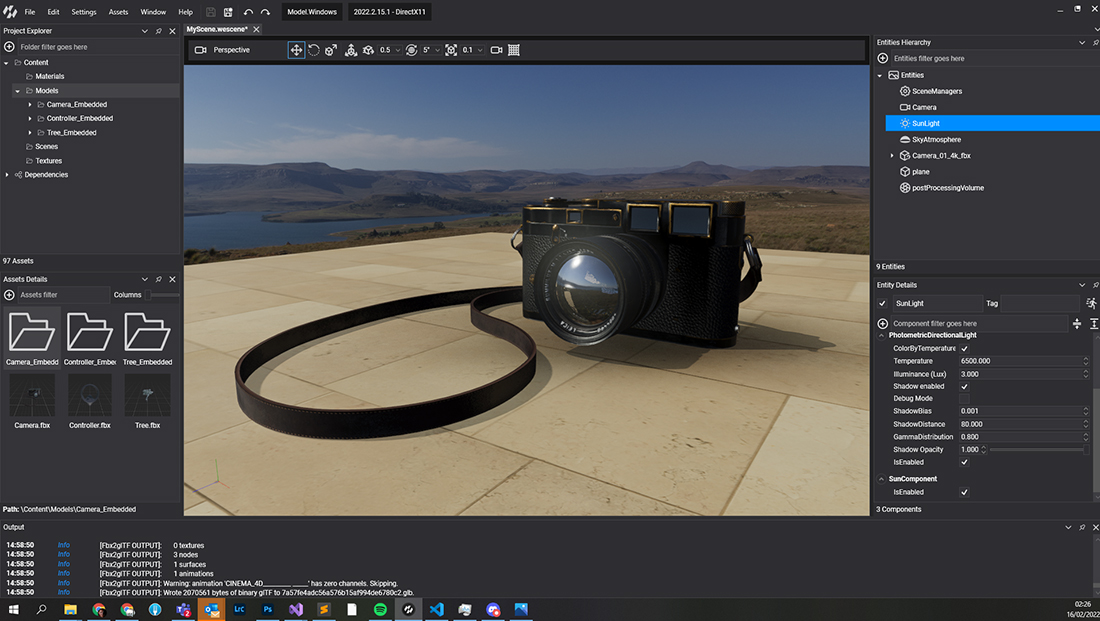 File Edit Settings Assets Window Help Model.Windows 2022.2.15.1 - DirectX11
Project Explorer
Folder filter goes here
Content
Materials
Models
Camera_Embedded
Controller_Embedded
Tree_Embedded
Scenes
Textures
Dependencies
97 Assets
Assets Details
Assets filter Columns
Camera_Embedd Controller_Embec Tree_Embedded
Camera.fbx Controller.fbx Tree.fbx
Path: \Content\Models\Camera_Embedded
MyScene.wescene*
Perspective 0.5 5° 0.1
Entities Hierarchy
Entities filter goes here
Entities
SceneManagers
Camera
SunLight
SkyAtmosphere
Camera_01_4k_fbx
plane
postProcessingVolume
9 Entities
Entity Details
SunLight Tag
Component filter goes here
PhotometricDirectionalLight
ColorByTemperature
Temperature 6500.000
Illuminance (Lux) 3.000
Shadow enabled
Debug Mode
ShadowBias 0.001
ShadowDistance 80.000
GammaDistribution 0.800
Shadow Opacity 1.000
IsEnabled
SunComponent
IsEnabled
3 Components
Output
14:58:50 Info [Fbx2glTF OUTPUT]: 0 textures
14:58:50 Info [Fbx2glTF OUTPUT]: 3 nodes
14:58:50 Info [Fbx2glTF OUTPUT]: 1 surfaces
14:58:50 Info [Fbx2glTF OUTPUT]: 1 animations
14:58:50 Info [Fbx2glTF OUTPUT]: Warning: animation 'CINEMA_4D________ ____' has zero channels. Skipping.
14:58:50 Info [Fbx2glTF OUTPUT]: Wrote 2070561 bytes of binary glTF to 7a57fe4adc56a576b15af994de6780c2.glb.
Lrc Ps
02:26
16/02/2022